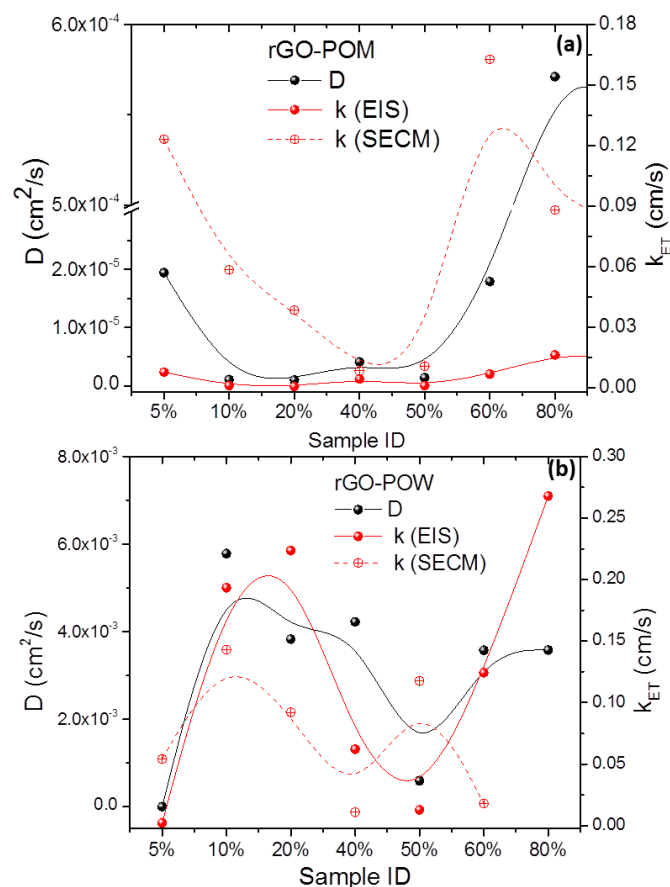 (a)
rGO-POM
D
k (EIS)
k (SECM)
D (cm²/s)
6.0x10⁻⁴
5.0x10⁻⁴
2.0x10⁻⁵
1.0x10⁻⁵
0.0
k_ET (cm/s)
0.18
0.15
0.12
0.09
0.06
0.03
0.00
5% 10% 20% 40% 50% 60% 80%
Sample ID
(b)
rGO-POW
D
k (EIS)
k (SECM)
D (cm²/s)
8.0x10⁻³
6.0x10⁻³
4.0x10⁻³
2.0x10⁻³
0.0
k_ET (cm/s)
0.30
0.25
0.20
0.15
0.10
0.05
0.00
5% 10% 20% 40% 50% 60% 80%
Sample ID